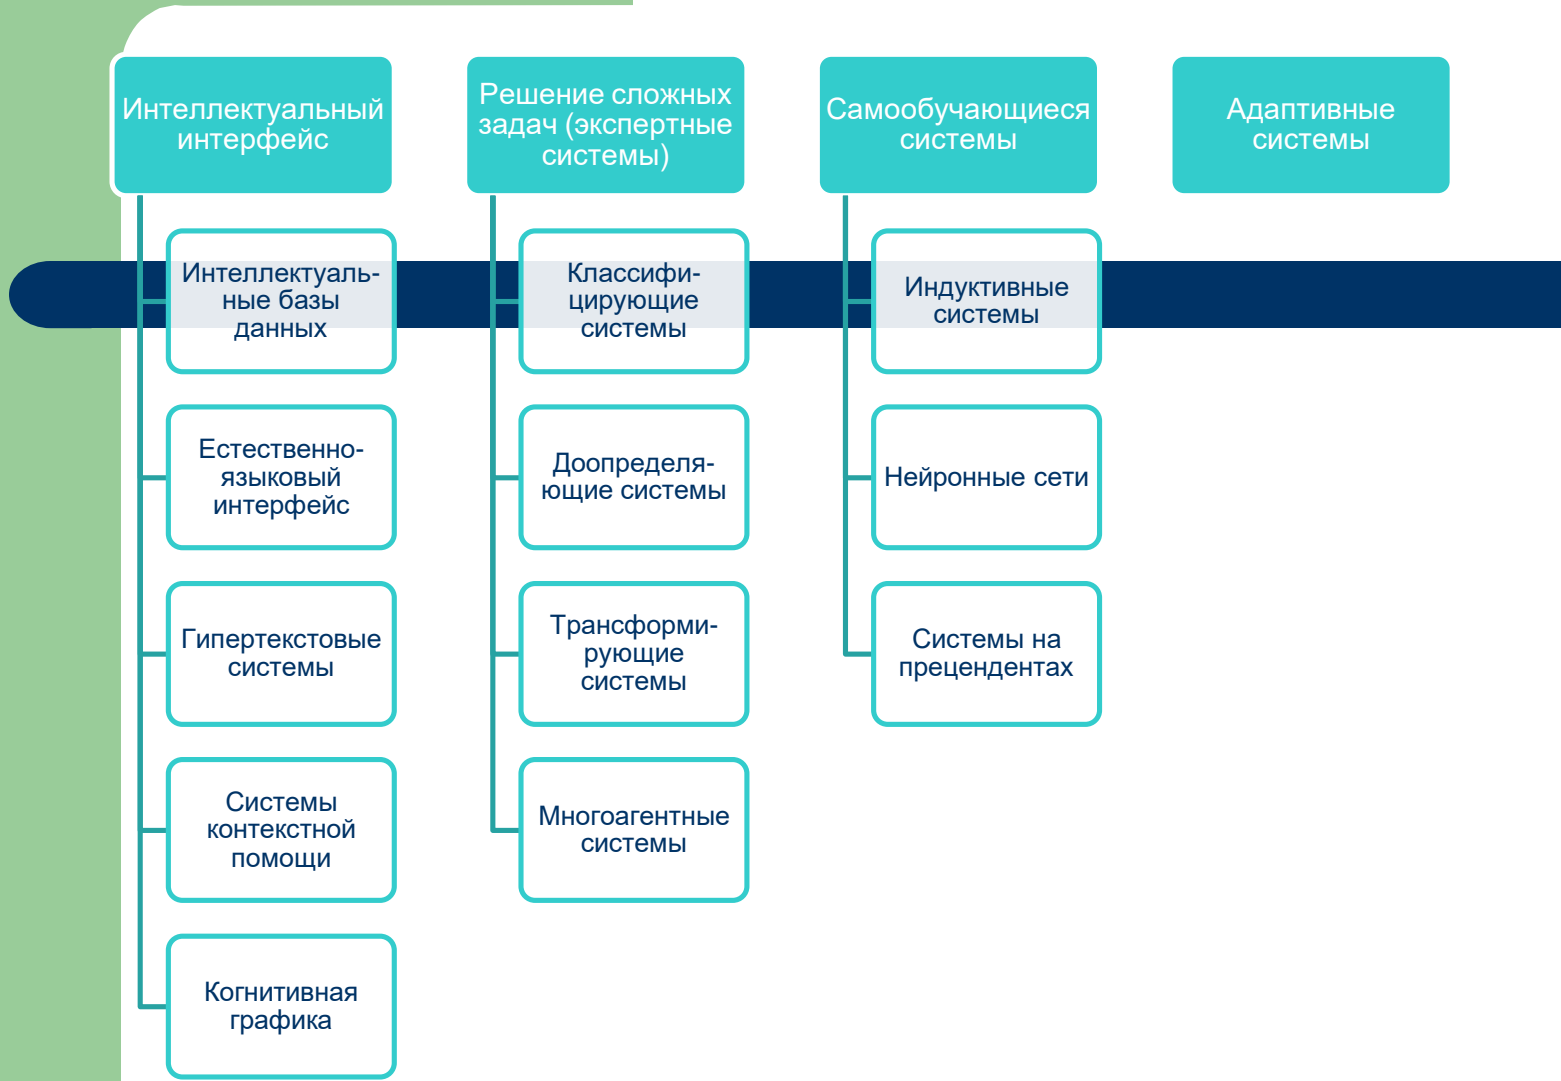 Интеллектуальный
интерфейс
Интеллектуаль-
ные базы
данных
Естественно-
языковый
интерфейс
Гипертекстовые
системы
Системы
контекстной
помощи
Когнитивная
графика
Решение сложных
задач (экспертные
системы)
Классифи-
цирующие
системы
Доопределя-
ющие системы
Трансформи-
рующие
системы
Многоагентные
системы
Самообучающиеся
системы
Индуктивные
системы
Нейронные сети
Системы на
прецендентах
Адаптивные
системы